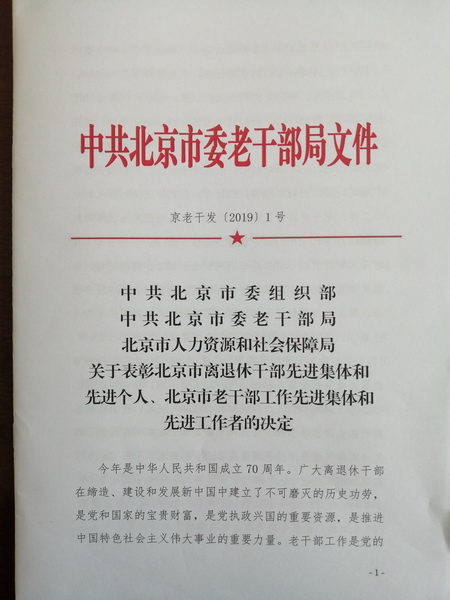 中共北京市委老干部局文件
京老干发〔2019〕1号
中共北京市委组织部
中共北京市委老干部局
北京市人力资源和社会保障局
关于表彰北京市离退休干部先进集体和
先进个人、北京市老干部工作先进集体和
先进工作者的决定
今年是中华人民共和国成立70周年。广大离退休干部
在缔造、建设和发展新中国中建立了不可磨灭的历史功勋，
是党和国家的宝贵财富，是党执政兴国的重要资源，是推进
中国特色社会主义伟大事业的重要力量。老干部工作是党的
-1-